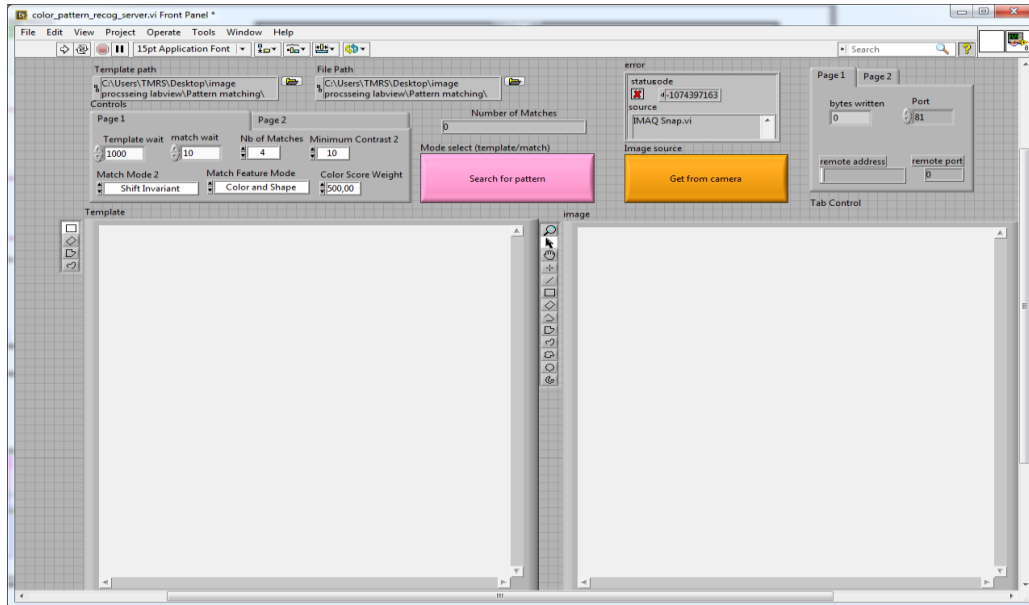 color_pattern_recog_server.vi Front Panel *
File Edit View Project Operate Tools Window Help
15pt Application Font
Search
Template path
C:\Users\TMRS\Desktop\image
procsseing labview\Pattern matching\
File Path
C:\Users\TMRS\Desktop\image
procsseing labview\Pattern matching\
Controls
Page 1 Page 2
Template wait match wait Nb of Matches Minimum Contrast 2
1000 10 4 10
Match Mode 2 Match Feature Mode Color Score Weight
Shift Invariant Color and Shape 500,00
Number of Matches
0
Mode select (template/match)
Search for pattern
error
status code
-1074397163
source
IMAQ Snap.vi
Image source
Get from camera
Page 1 Page 2
bytes written Port
0 81
remote address remote port
0
Tab Control
Template
image